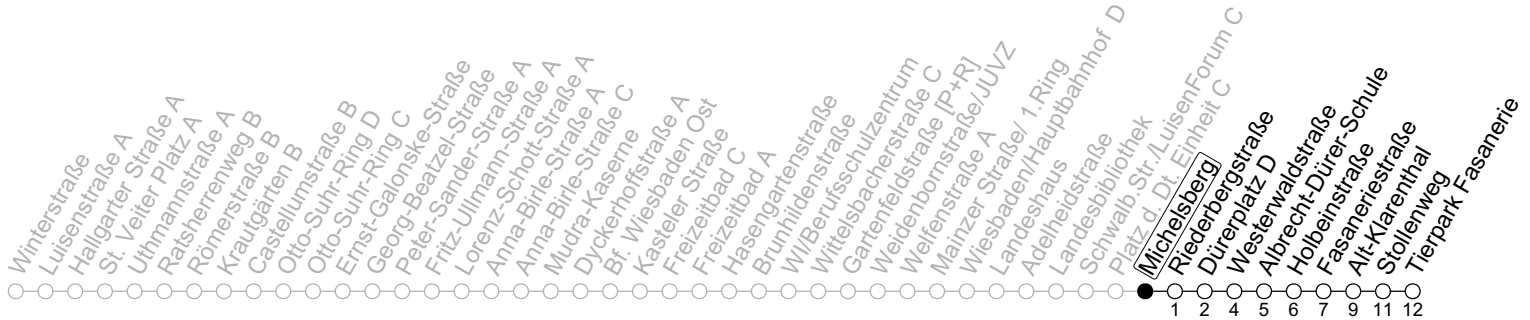 Winterstraße
Luisenstraße A
Hallgarter Straße A
St. Veiter Platz A
Uthmannstraße A
Ratsherrenweg B
Römerstraße B
Krautgärten B
Castellumstraße B
Otto-Suhr-Ring D
Otto-Suhr-Ring C
Ernst-Galonske-Straße
Georg-Beatzel-Straße
Peter-Sander-Straße A
Fritz-Ullmann-Straße A
Lorenz-Schott-Straße A
Anna-Birle-Straße A
Anna-Birle-Straße C
Mudra-Kaserne
Dyckerhoffstraße A
Bf. Wiesbaden Ost
Kasteler Straße
Freizeitbad C
Freizeitbad A
Hasengartenstraße
Brunhildenstraße
WI/Berufsschulzentrum
Wittelsbacherstraße C
Gartenfeldstraße [P+R]
Weidenbornstraße/JUVZ
Welfenstraße A
Mainzer Straße/ 1.Ring
Wiesbaden/Hauptbahnhof D
Landeshaus
Adelheidstraße
Landesbibliothek
Schwalb.Str./LuisenForum C
Platz d. Dt. Einheit C
Michelsberg
Riederbergstraße
Dürerplatz D
Westerwaldstraße
Albrecht-Dürer-Schule
Holbeinstraße
Fasaneriestraße
Alt-Klarenthal
Stollenweg
Tierpark Fasanerie
1 2 4 5 6 7 9 11 12